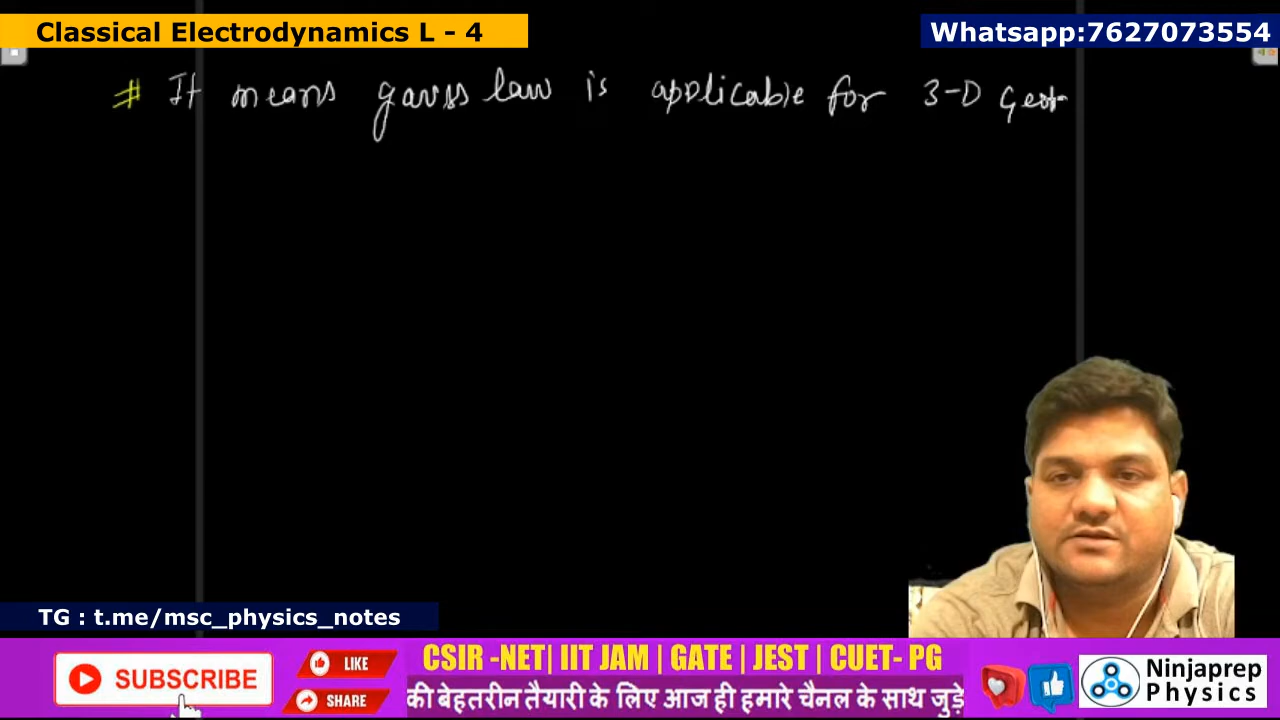 Classical Electrodynamics L - 4
Whatsapp:7627073554
# It means gauss law is applicable for 3-D
TG : t.me/msc_physics_notes
SUBSCRIBE
LIKE
SHARE
CSIR -NET| IIT JAM | GATE | JEST | CUET- PG
की बेहतरीन तैयारी के लिए आज ही हमारे चैनल के साथ जुड़े
Ninjaprep
Physics